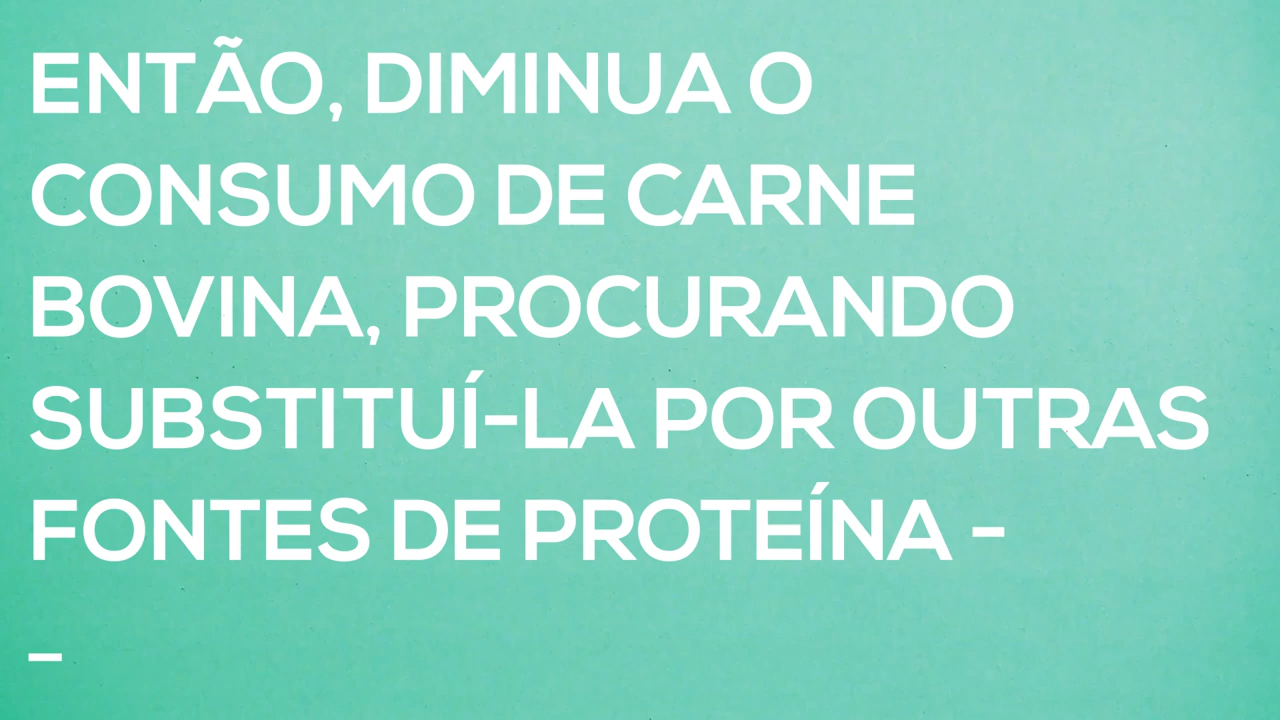 ENTÃO, DIMINUA O
CONSUMO DE CARNE
BOVINA, PROCURANDO
SUBSTITUÍ-LA POR OUTRAS
FONTES DE PROTEÍNA -
_